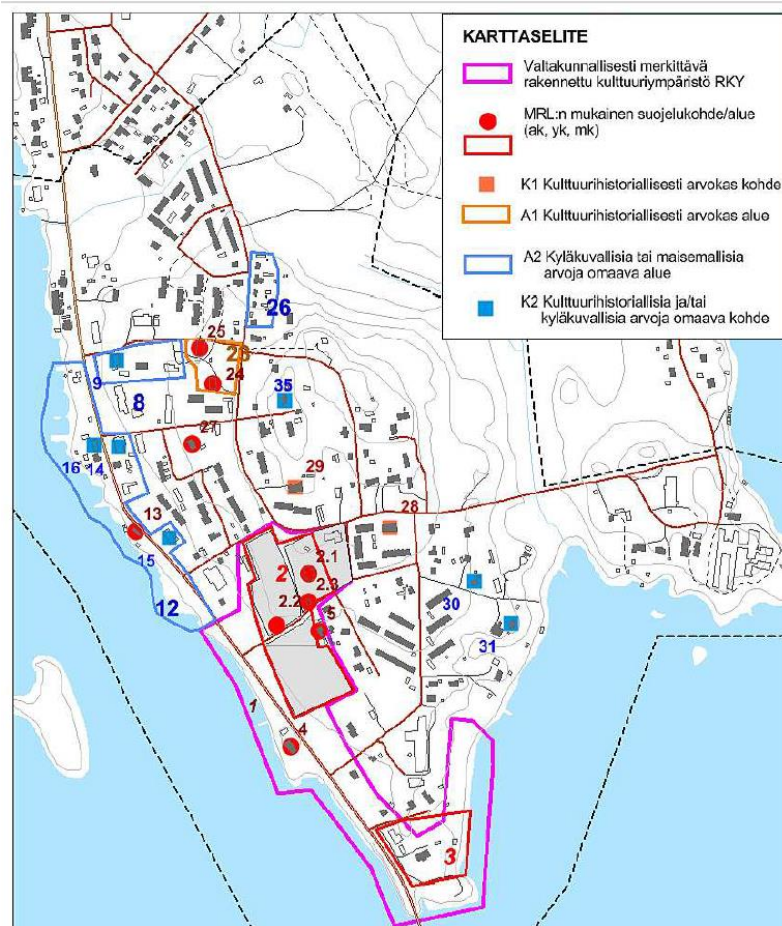 KARTTASELITE
Valtakunnallisesti merkittävä
rakennettu kulttuuriympäristö RKY
MRL:n mukainen suojelukohde/alue
(ak, yk, mk)
K1 Kulttuurihistoriallisesti arvokas kohde
A1 Kulttuurihistoriallisesti arvokas alue
A2 Kyläkuvallisia tai maisemallisia
arvoja omaava alue
K2 Kulttuurihistoriallisia ja/tai
kyläkuvallisia arvoja omaava kohde
26
25
23
24
9
8
35
27
16
14
29
13
28
15
2.1
2
2.3
2.2
5
12
30
31
1
4
3